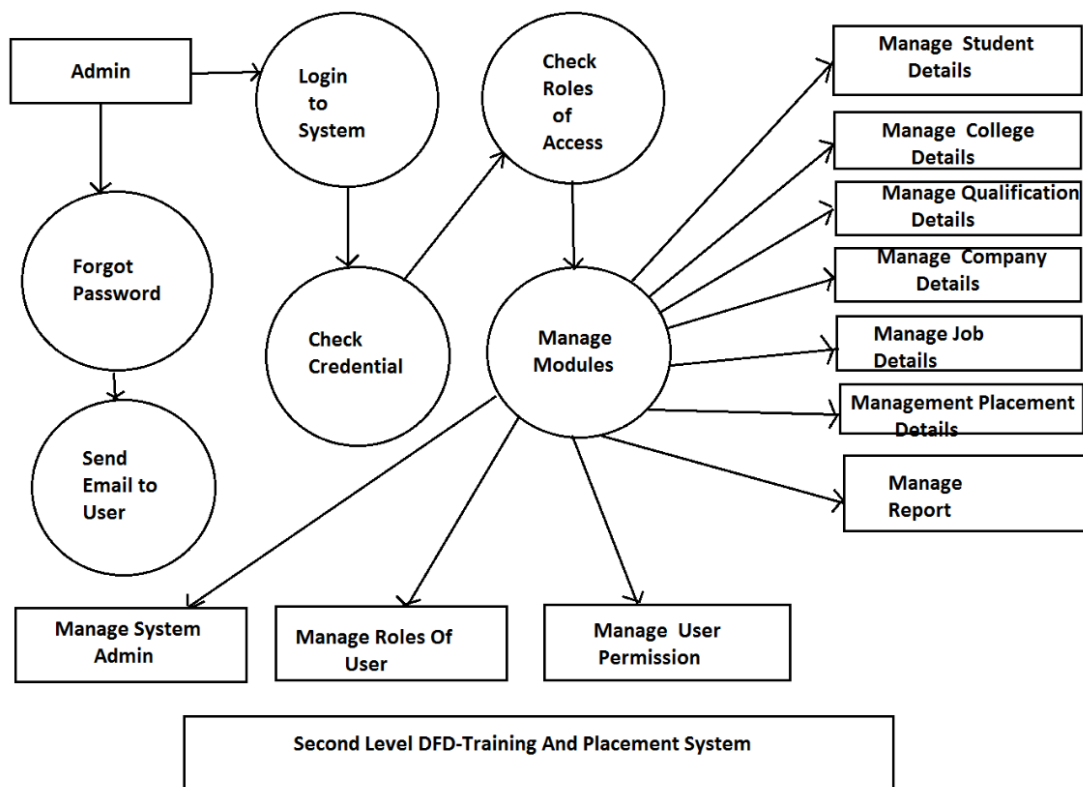 Admin
Login
to
System
Check
Roles
of
Access
Manage Student
Details
Manage College
Details
Manage Qualification
Details
Manage Company
Details
Manage Job
Details
Management Placement
Details
Manage
Report
Forgot
Password
Check
Credential
Manage
Modules
Send
Email to
User
Manage System
Admin
Manage Roles Of
User
Manage User
Permission
Second Level DFD-Training And Placement System